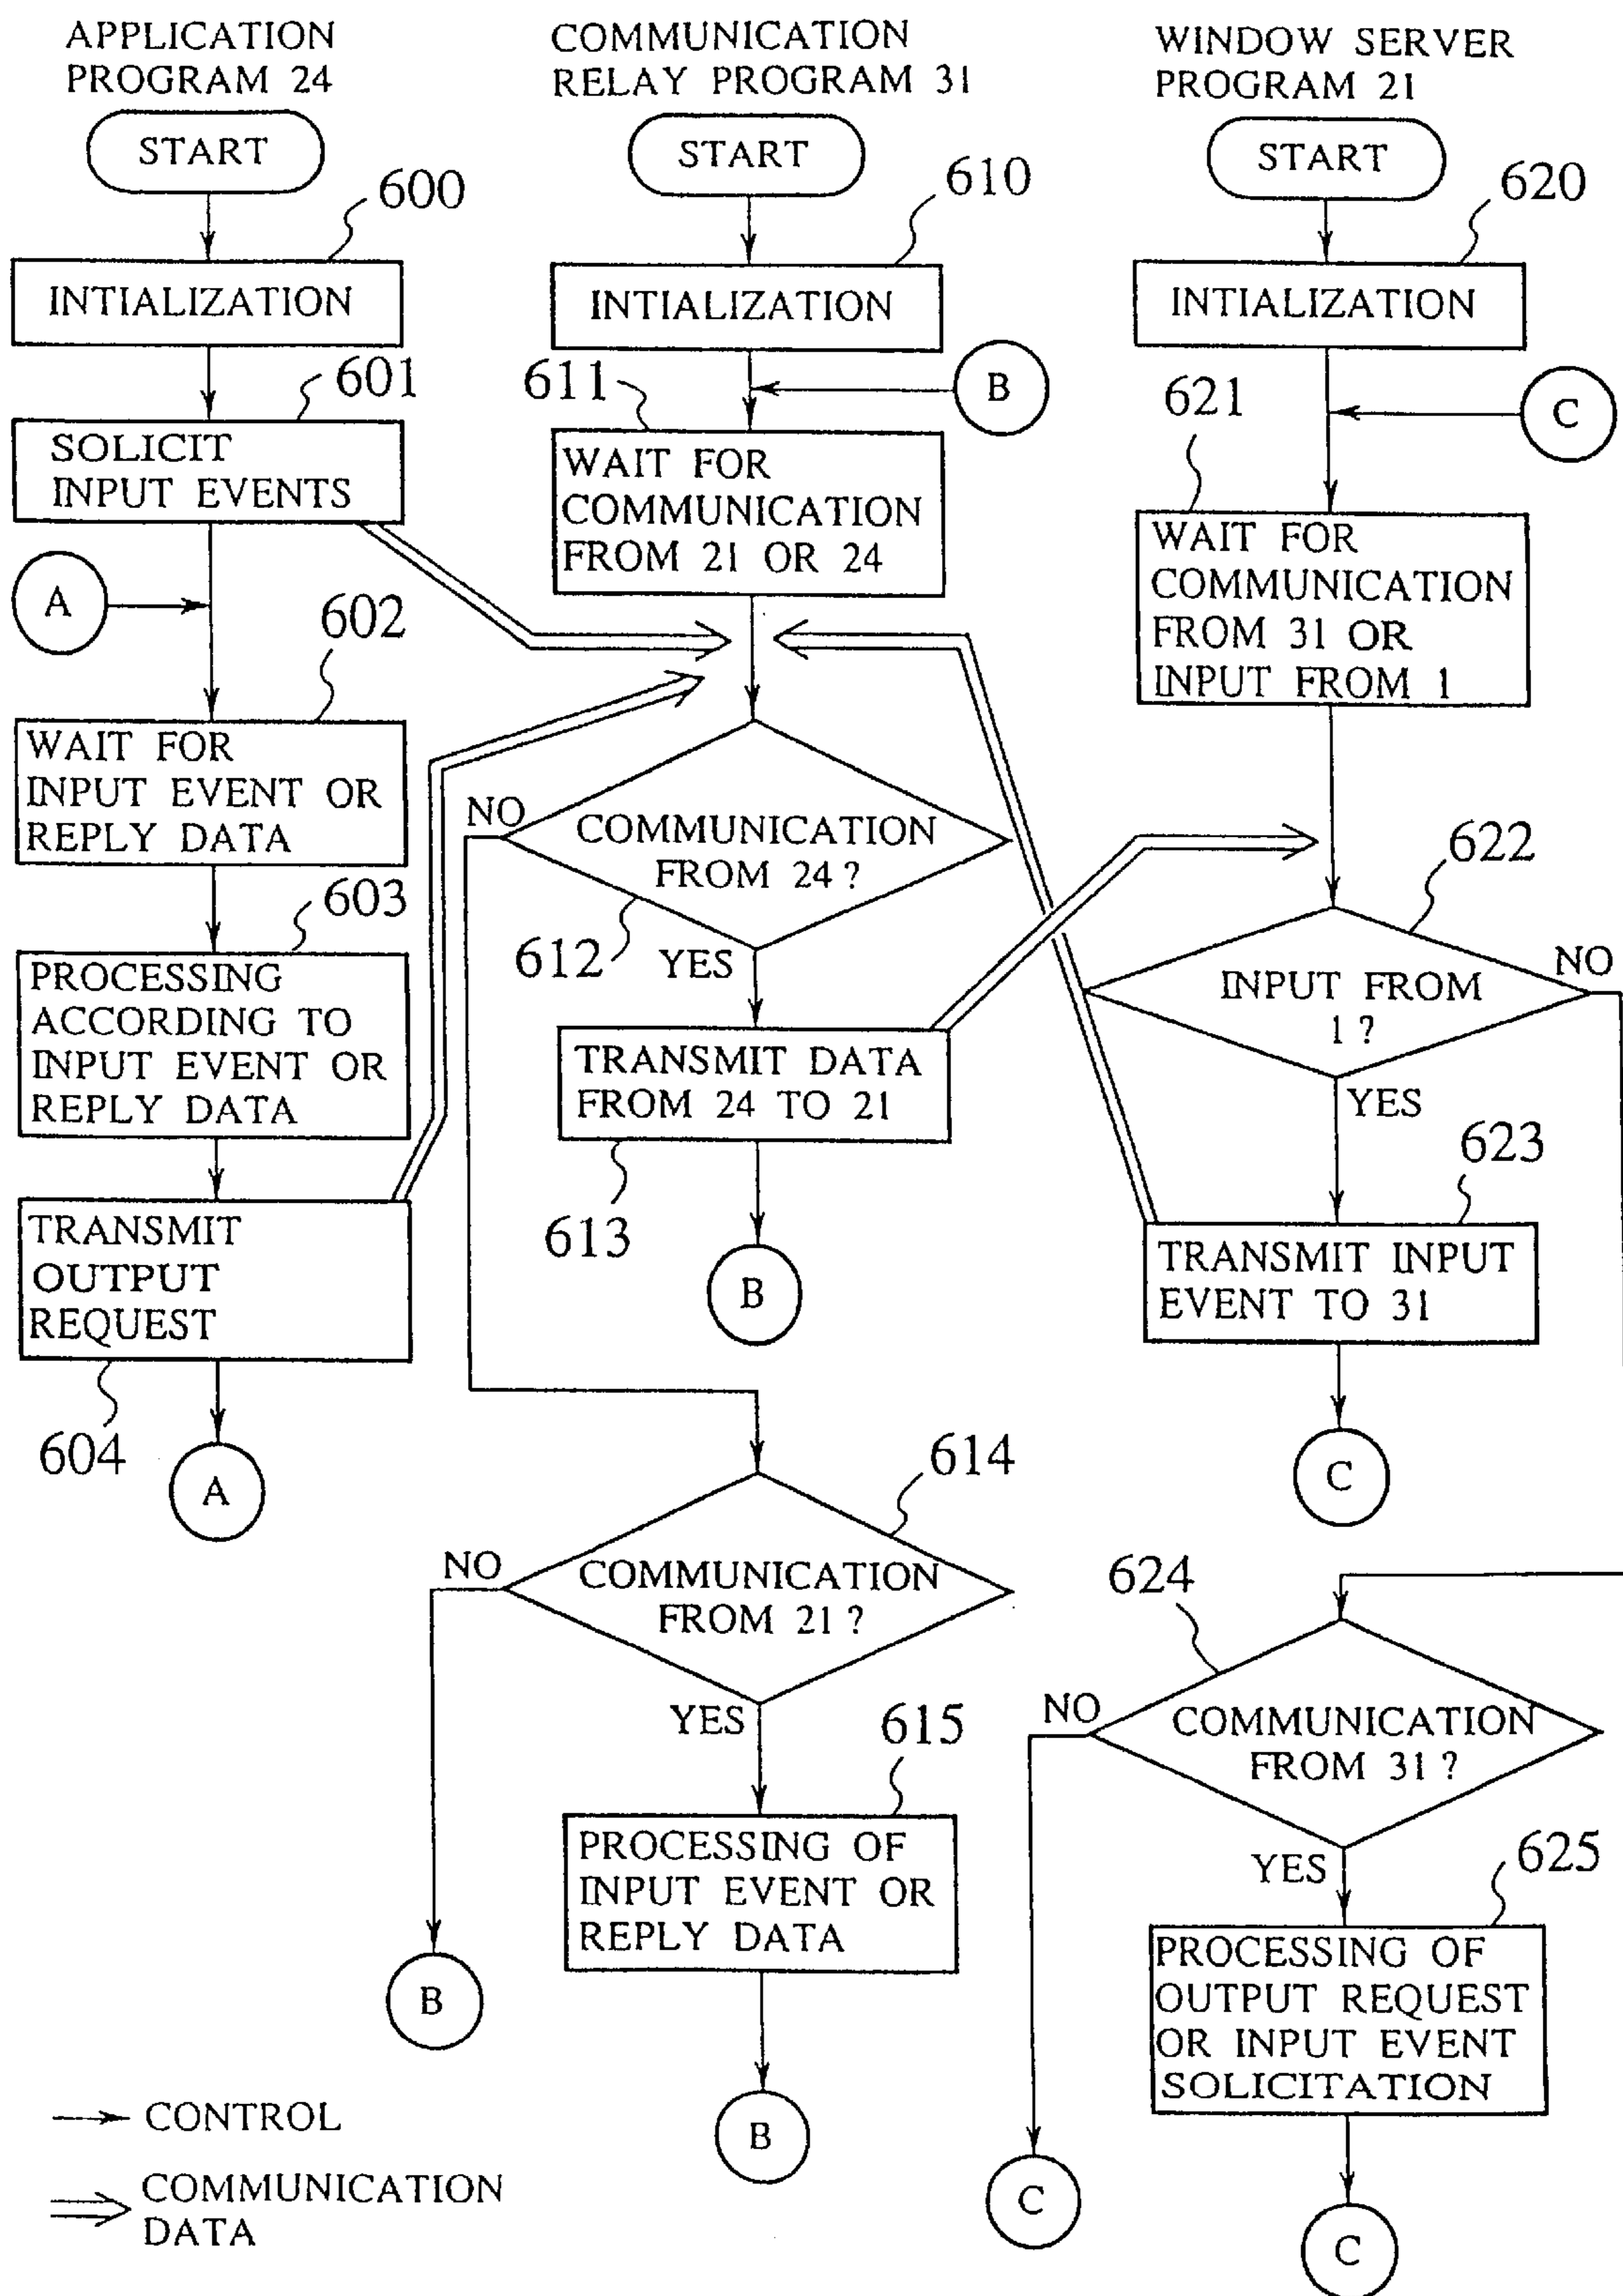 APPLICATION
PROGRAM 24
START
600
INTIALIZATION
601
SOLICIT
INPUT EVENTS
A
602
WAIT FOR
INPUT EVENT OR
REPLY DATA
603
PROCESSING
ACCORDING TO
INPUT EVENT OR
REPLY DATA
TRANSMIT
OUTPUT
REQUEST
604
A
COMMUNICATION
RELAY PROGRAM 31
START
610
INTIALIZATION
B
611
WAIT FOR
COMMUNICATION
FROM 21 OR 24
NO
COMMUNICATION
FROM 24 ?
612
YES
TRANSMIT DATA
FROM 24 TO 21
613
B
614
NO
COMMUNICATION
FROM 21 ?
YES
615
PROCESSING OF
INPUT EVENT OR
REPLY DATA
B
B
WINDOW SERVER
PROGRAM 21
START
620
INTIALIZATION
C
621
WAIT FOR
COMMUNICATION
FROM 31 OR
INPUT FROM 1
622
NO
INPUT FROM
1 ?
YES
623
TRANSMIT INPUT
EVENT TO 31
C
624
NO
COMMUNICATION
FROM 31 ?
YES
625
PROCESSING OF
OUTPUT REQUEST
OR INPUT EVENT
SOLICITATION
C
C
CONTROL
COMMUNICATION
DATA